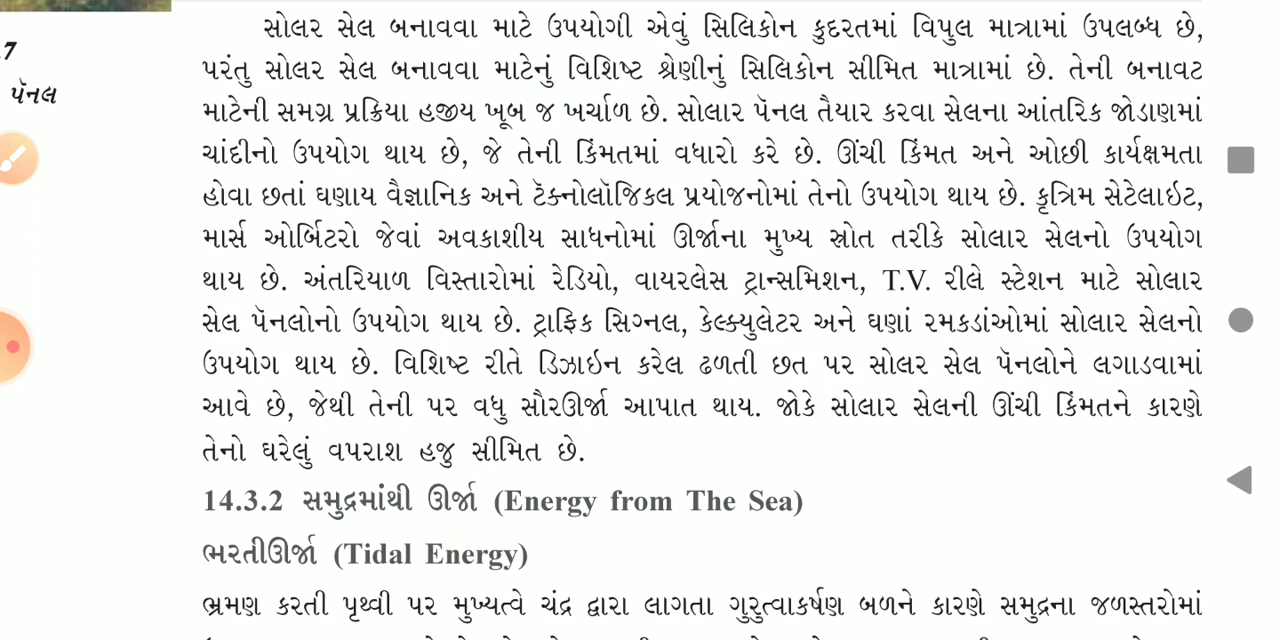 .7
પૅનલ
સોલર સેલ બનાવવા માટે ઉપયોગી એવું સિલિકોન કુદરતમાં વિપુલ માત્રામાં ઉપલબ્ધ છે,
પરંતુ સોલર સેલ બનાવવા માટેનું વિશિષ્ટ શ્રેણીનું સિલિકોન સીમિત માત્રામાં છે. તેની બનાવટ
માટેની સમગ્ર પ્રક્રિયા હજીય ખૂબ જ ખર્ચાળ છે. સોલાર પૅનલ તૈયાર કરવા સેલના આંતરિક જોડાણમાં
ચાંદીનો ઉપયોગ થાય છે, જે તેની કિંમતમાં વધારો કરે છે. ઊંચી કિંમત અને ઓછી કાર્યક્ષમતા
હોવા છતાં ઘણાય વૈજ્ઞાનિક અને ટૅક્નોલૉજિકલ પ્રયોજનોમાં તેનો ઉપયોગ થાય છે. કૃત્રિમ સેટેલાઇટ,
માર્સ ઓર્બિટરો જેવાં અવકાશીય સાધનોમાં ઊર્જાના મુખ્ય સ્રોત તરીકે સોલાર સેલનો ઉપયોગ
થાય છે. અંતરિયાળ વિસ્તારોમાં રેડિયો, વાયરલેસ ટ્રાન્સમિશન, T.V. રીલે સ્ટેશન માટે સોલાર
સેલ પૅનલોનો ઉપયોગ થાય છે. ટ્રાફિક સિગ્નલ, કેલ્ક્યુલેટર અને ઘણાં રમકડાંઓમાં સોલાર સેલનો
ઉપયોગ થાય છે. વિશિષ્ટ રીતે ડિઝાઇન કરેલ ઢળતી છત પર સોલર સેલ પૅનલોને લગાડવામાં
આવે છે, જેથી તેની પર વધુ સૌરઊર્જા આપાત થાય. જોકે સોલાર સેલની ઊંચી કિંમતને કારણે
તેનો ઘરેલું વપરાશ હજુ સીમિત છે.
14.3.2 સમુદ્રમાંથી ઊર્જા (Energy from The Sea)
ભરતીઊર્જા (Tidal Energy)
ભ્રમણ કરતી પૃથ્વી પર મુખ્યત્વે ચંદ્ર દ્વારા લાગતા ગુરુત્વાકર્ષણ બળને કારણે સમુદ્રના જળસ્તરોમાં